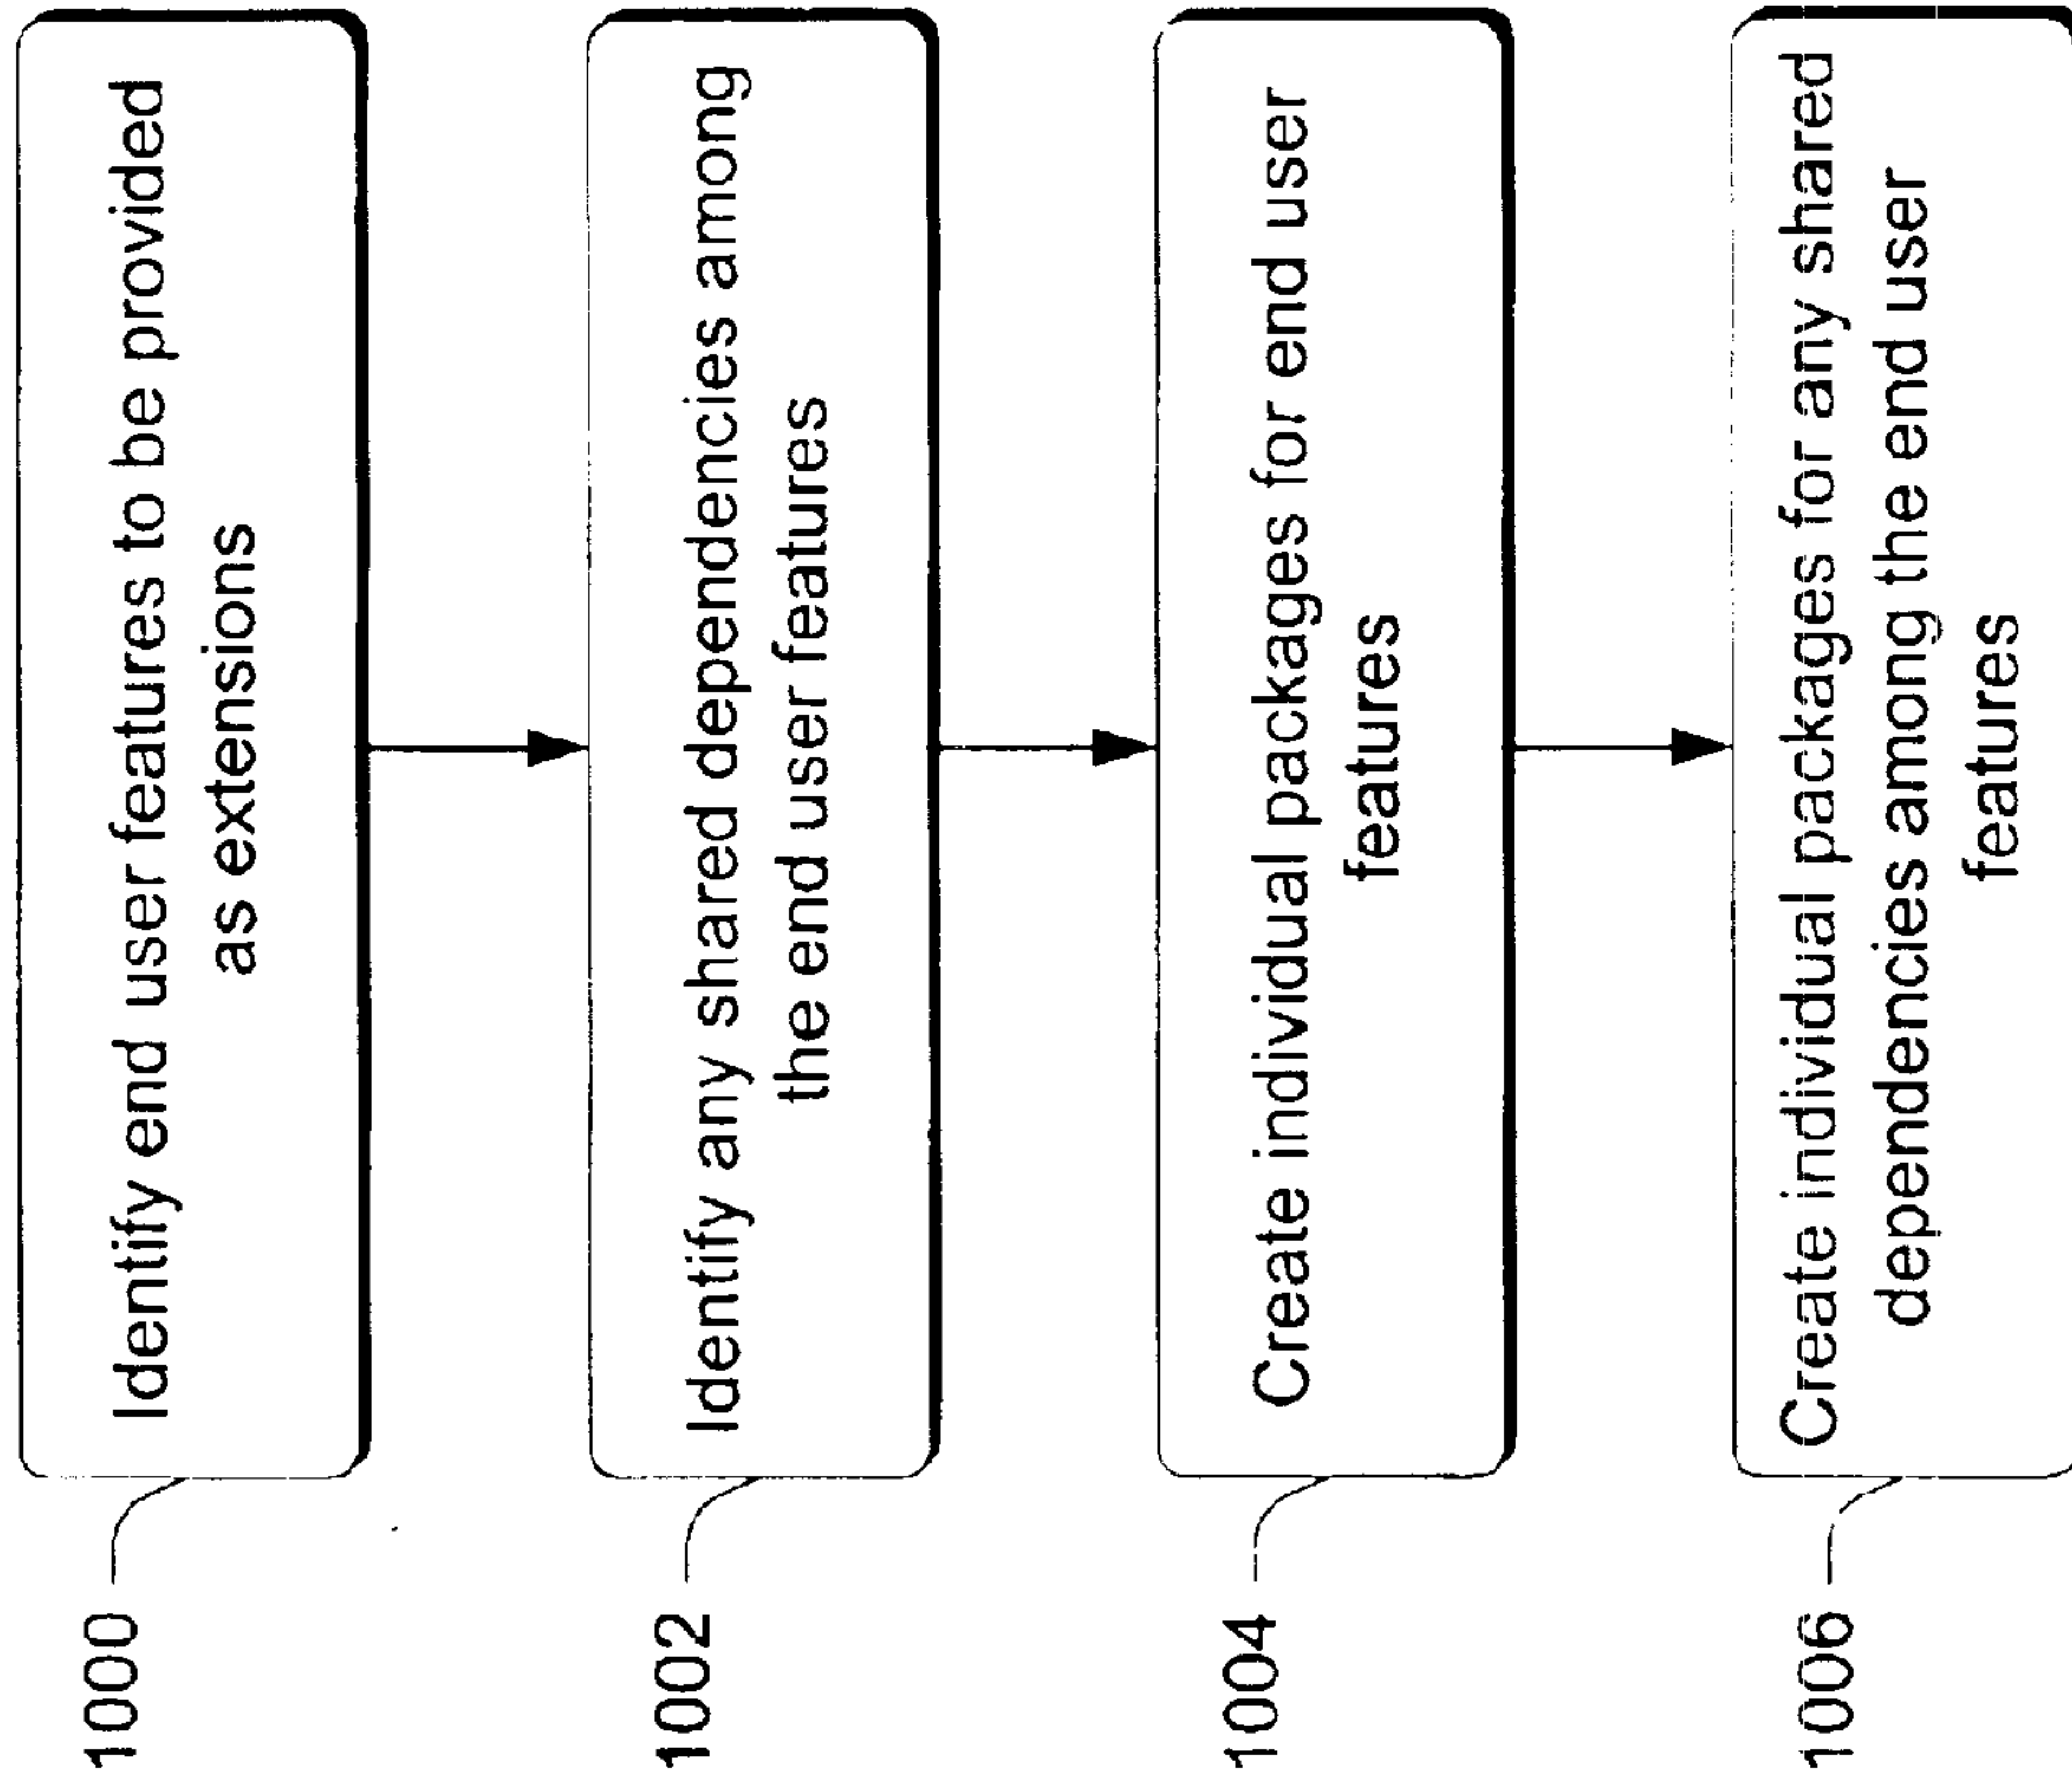 1000
Identify end user features to be provided
as extensions
1002
Identify any shared dependencies among
the end user features
1004
Create individual packages for end user
features
1006
Create individual packages for any shared
dependencies among the end user
features